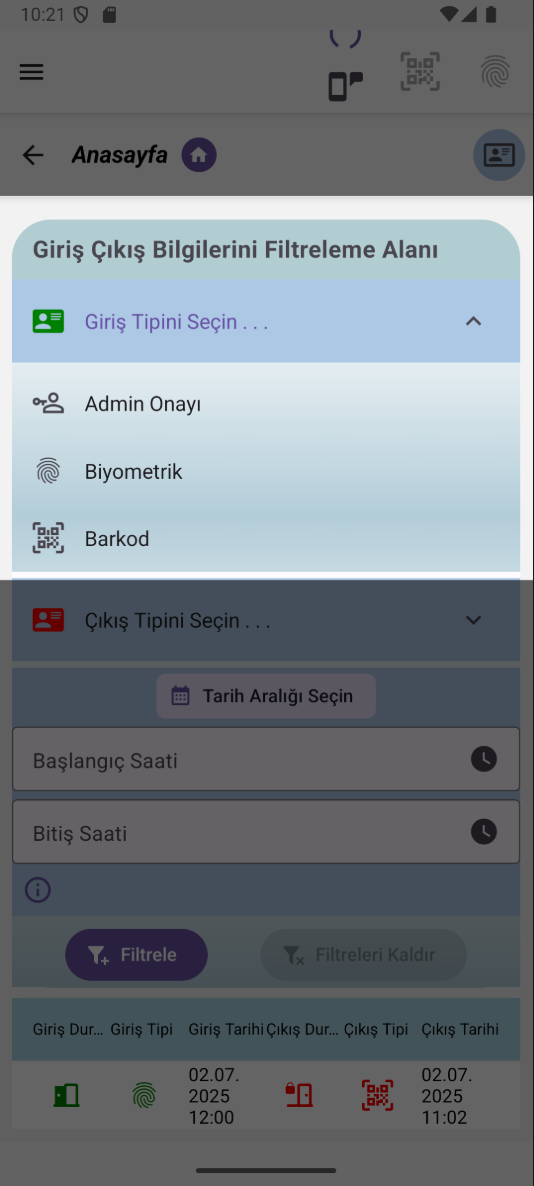 10:21
Anasayfa
Giriş Çıkış Bilgilerini Filtreleme Alanı
Giriş Tipini Seçin . . .
Admin Onayı
Biyometrik
Barkod
Çıkış Tipini Seçin . . .
Tarih Aralığı Seçin
Başlangıç Saati
Bitiş Saati
Filtrele
Filtreleri Kaldır
Giriş Dur... Giriş Tipi Giriş Tarihi Çıkış Dur... Çıkış Tipi Çıkış Tarihi
02.07. 02.07.
2025 2025
12:00 11:02